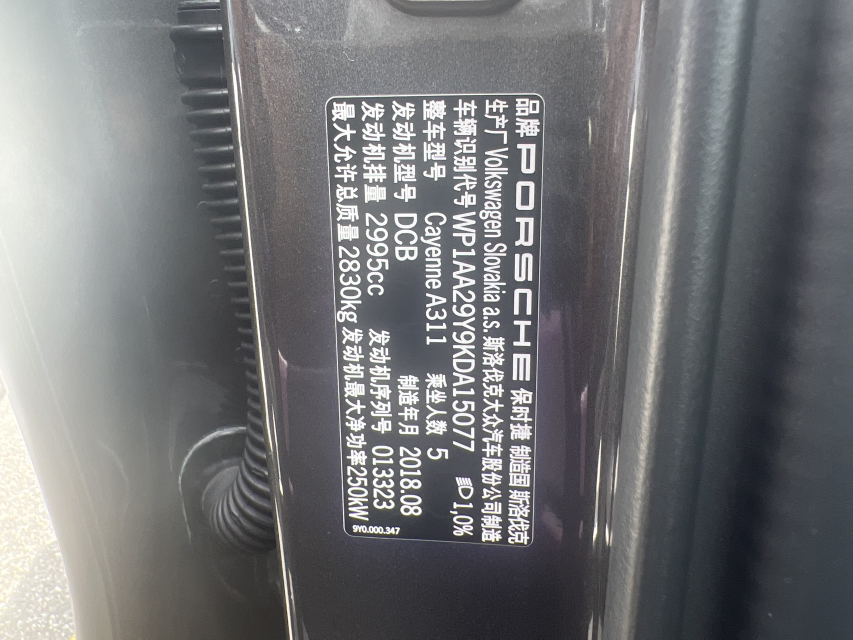 品牌 PORSCHE 保时捷 制造国 斯洛伐克
生产厂 Volkswagen Slovakia a.s. 斯洛伐克大众汽车股份公司制造
车辆识别代号 WP1AA29Y9KDA15077 1,0%
整车型号 Cayenne A311 乘坐人数 5
发动机型号 DCB 制造年月 2018.08
发动机排量 2995cc 发动机序列号 013323
最大允许总质量 2830kg 发动机最大净功率250kW
9Y0.000.347